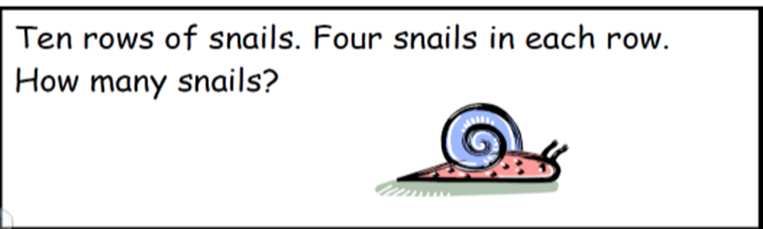 Ten rows of snails. Four snails in each row.
How many snails?